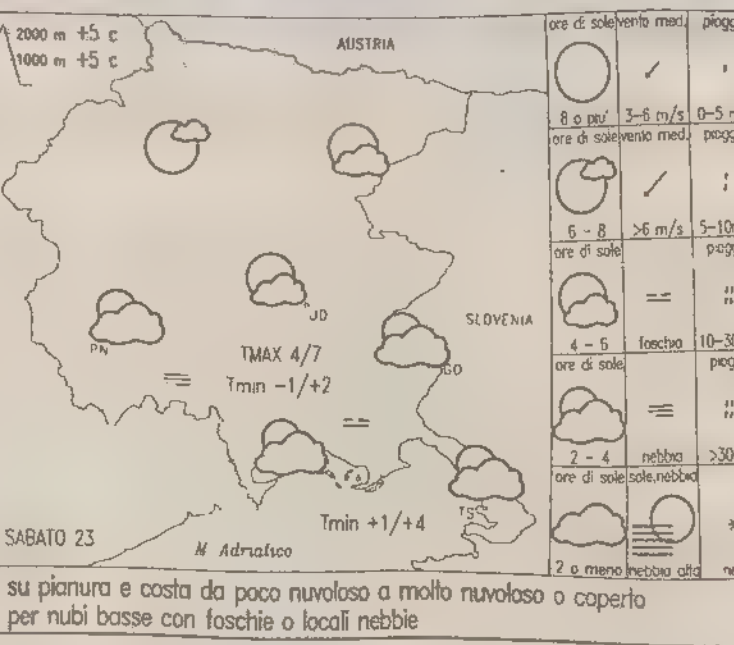 2000 m +5 c
1000 m +5 c
AUSTRIA
UD
SLOVENIA
PN
GO
TMAX 4/7
Tmin -1/+2
TS
Tmin +1/+4
SABATO 23
M Adriatico
ore di sole vento med.
8 o piu' 3-6 m/s
ore di sole vento med.
6 - 8 >6 m/s
ore di sole
4 - 6 foschia
ore di sole
2 - 4 nebbia
ore di sole sole,nebbia
2 o meno nebbia alta
su pianura e costa da poco nuvoloso a molto nuvoloso o coperto
per nubi basse con foschie o locali nebbie